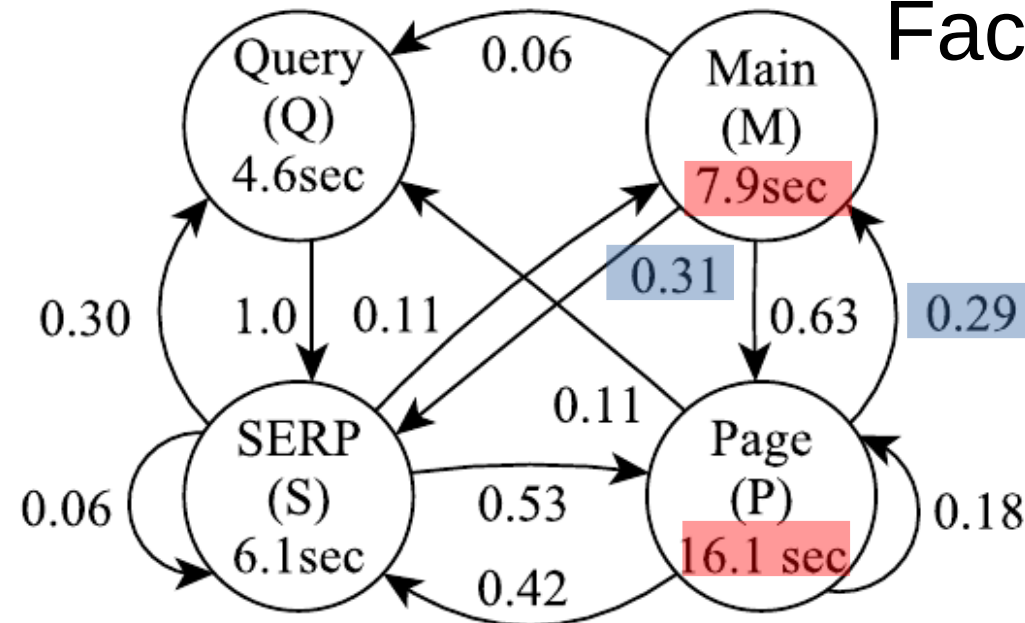 Fac
Query
(Q)
4.6sec
0.06
Main
(M)
7.9sec
0.31
0.30
1.0
0.11
0.63
0.29
0.11
SERP
(S)
6.1sec
0.06
0.53
0.42
Page
(P)
16.1 sec
0.18